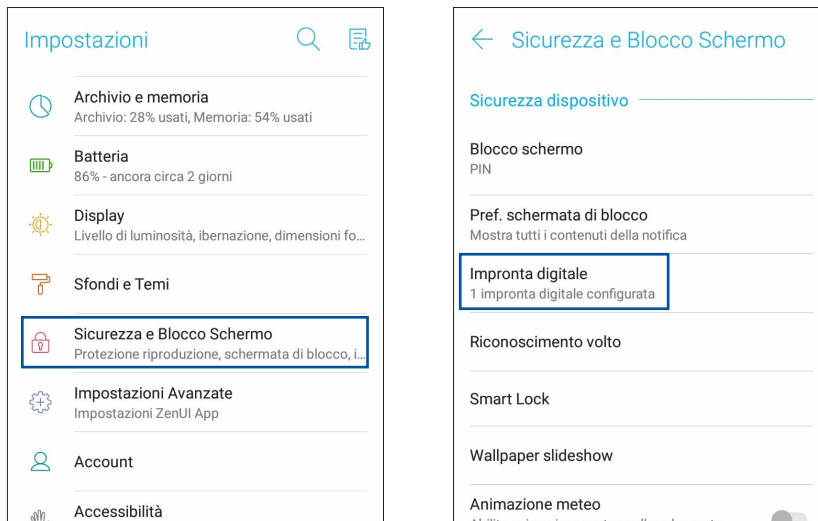 Impostazioni
Archivio e memoria
Archivio: 28% usati, Memoria: 54% usati
Batteria
86% - ancora circa 2 giorni
Display
Livello di luminosità, ibernazione, dimensioni fo...
Sfondi e Temi
Sicurezza e Blocco Schermo
Protezione riproduzione, schermata di blocco, i...
Impostazioni Avanzate
Impostazioni ZenUI App
Account
Accessibilità
Sicurezza e Blocco Schermo
Sicurezza dispositivo
Blocco schermo
PIN
Pref. schermata di blocco
Mostra tutti i contenuti della notifica
Impronta digitale
1 impronta digitale configurata
Riconoscimento volto
Smart Lock
Wallpaper slideshow
Animazione meteo